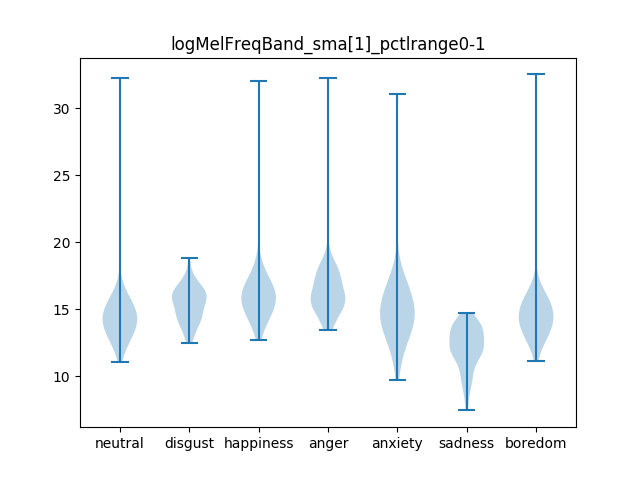 logMelFreqBand_sma[1]_pctlrange0-1
30
25
20
15
10
neutral disgust happiness anger anxiety sadness boredom